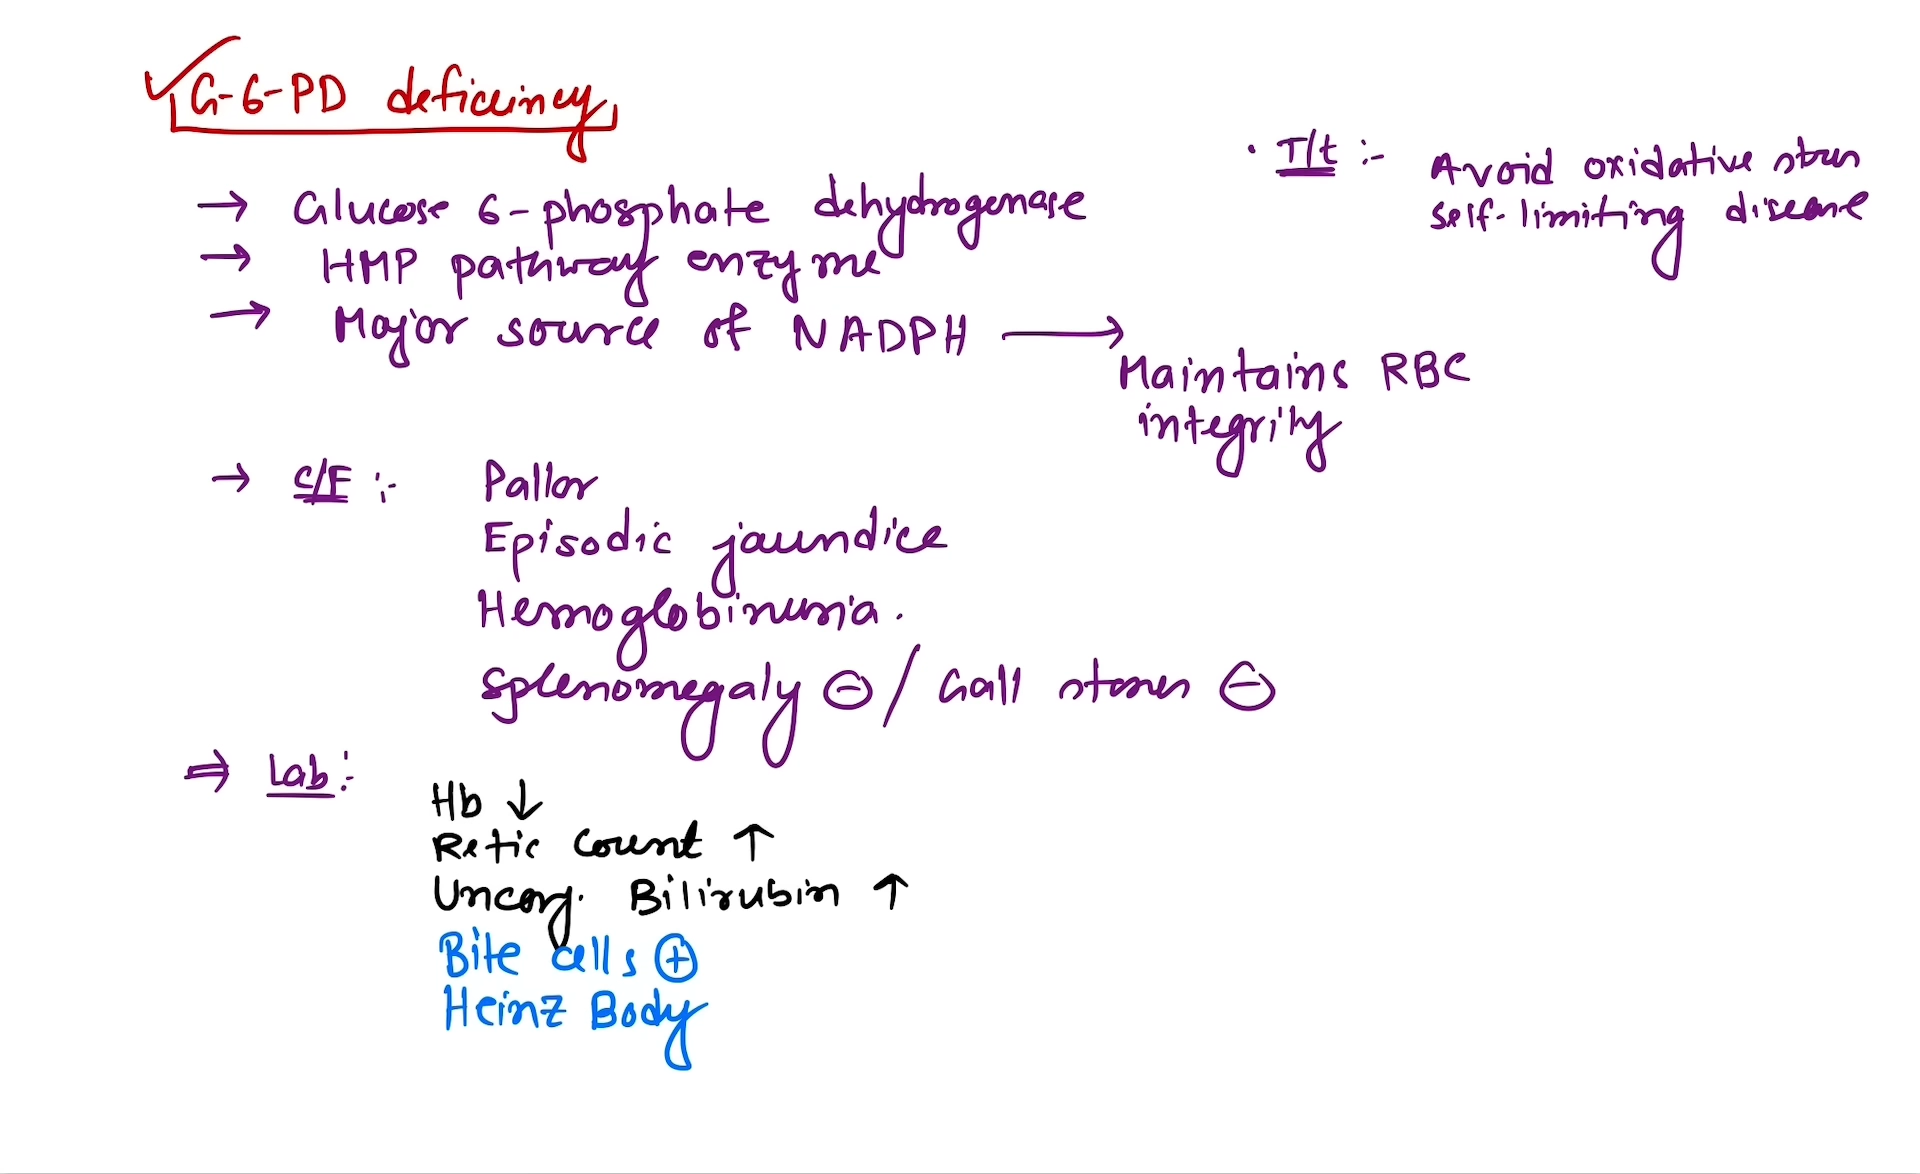 G-6-PD deficiency
→ Glucose 6-phosphate dehydrogenase
→ HMP pathway enzyme
→ Major source of NADPH →
Maintains RBC
integrity
→ C/F :-
Pallor
Episodic jaundice
Hemoglobinuria.
Splenomegaly ⊖ / Gall stones ⊖
⇒ Lab:-
Hb ↓
Retic Count ↑
Unconj. Bilirubin ↑
Bite cells ⊕
Heinz Body
• T/t :- Avoid oxidative stress
self-limiting disease